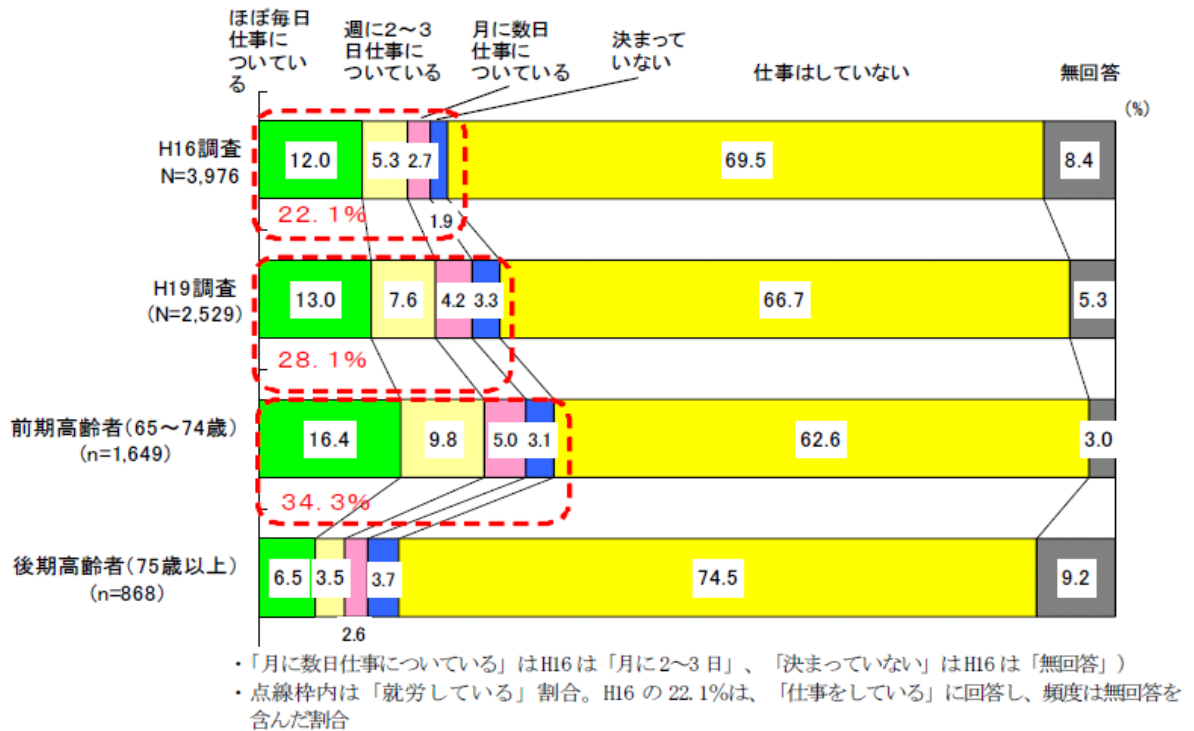 ほぼ毎日
仕事に
ついてい
る
週に2～3
日仕事に
ついている
月に数日
仕事に
ついている
決まって
いない
仕事はしていない
無回答
(%)
H16調査
N=3,976
12.0
5.3
2.7
69.5
8.4
22.1%
1.9
H19調査
(N=2,529)
13.0
7.6
4.2
3.3
66.7
5.3
28.1%
前期高齢者(65～74歳)
(n=1,649)
16.4
9.8
5.0
3.1
62.6
3.0
34.3%
後期高齢者(75歳以上)
(n=868)
6.5
3.5
3.7
74.5
9.2
2.6
・「月に数日仕事についている」はH16は「月に2～3日」、「決まっていない」はH16は「無回答」）
・点線枠内は「就労している」割合。H16の22.1%は、「仕事をしている」に回答し、頻度は無回答を
含んだ割合